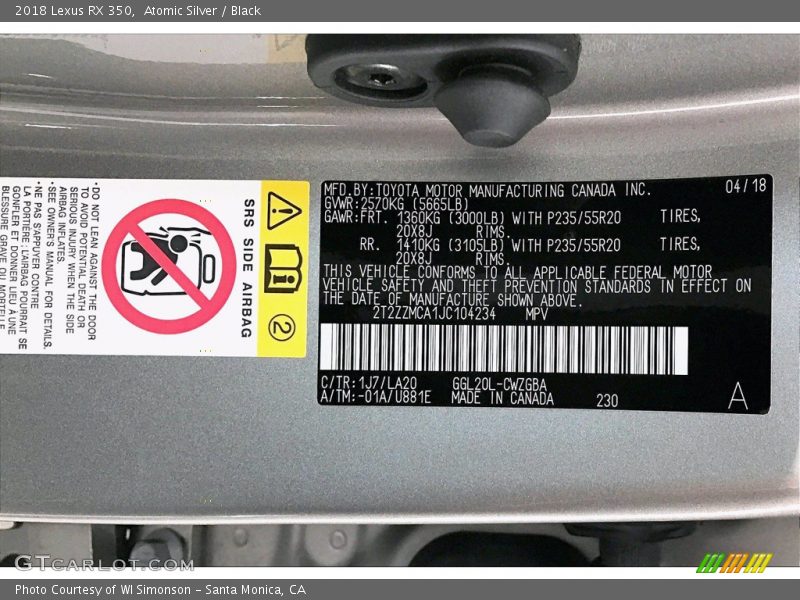 2018 Lexus RX 350,  Atomic Silver / Black
MFD.BY:TOYOTA MOTOR MANUFACTURING CANADA INC. 04/18
GVWR:2570KG (5665LB)
GAWR:FRT. 1360KG (3000LB) WITH P235/55R20 TIRES,
20X8J RIMS.
RR. 1410KG (3105LB) WITH P235/55R20 TIRES,
20X8J RIMS.
THIS VEHICLE CONFORMS TO ALL APPLICABLE FEDERAL MOTOR
VEHICLE SAFETY AND THEFT PREVENTION STANDARDS IN EFFECT ON
THE DATE OF MANUFACTURE SHOWN ABOVE.
2T2ZZMCA1JC104234 MPV
C/TR:1J7/LA20 GGL20L-CWZGBA
A/TM:-01A/U881E MADE IN CANADA 230
A
SRS SIDE AIRBAG
2
•DO NOT LEAN AGAINST THE DOOR
TO AVOID POTENTIAL DEATH OR
SERIOUS INJURY WHEN THE SIDE
AIRBAG INFLATES.
•SEE OWNER'S MANUAL FOR DETAILS.
•NE PAS S'APPUYER CONTRE
LA PORTIÈRE; L'AIRBAG POURRAIT SE
GONFLER ET DONNER LIEU À UNE
BLESSURE GRAVE OU MORTELLE
GTCARLOT.COM
Photo Courtesy of WI Simonson - Santa Monica, CA